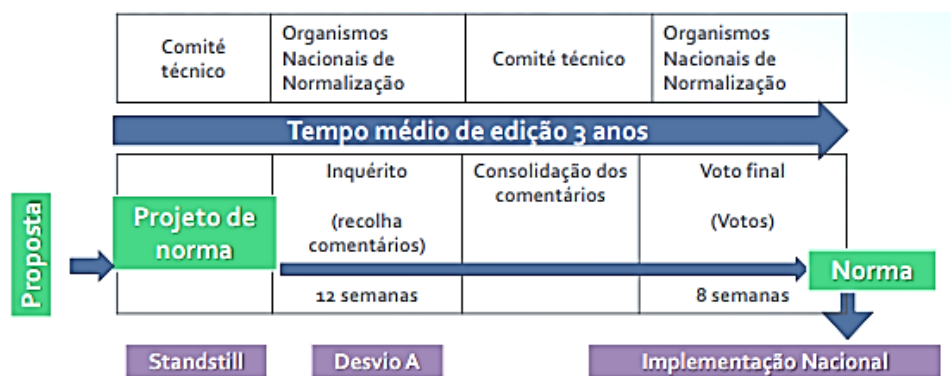 Comité
técnico
Organismos
Nacionais de
Normalização
Comité técnico
Organismos
Nacionais de
Normalização
Tempo médio de edição 3 anos
Proposta
Projeto de
norma
Inquérito
(recolha
comentários)
12 semanas
Consolidação dos
comentários
Voto final
(Votos)
8 semanas
Norma
Standstill
Desvio A
Implementação Nacional